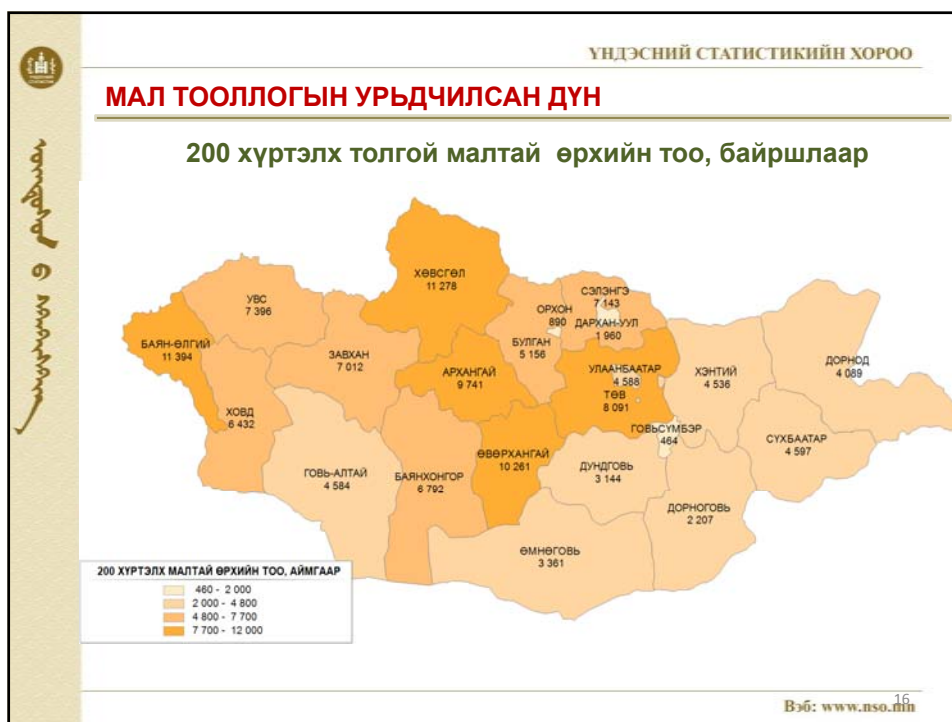 ҮНДЭСНИЙ СТАТИСТИКИЙН ХОРОО
МАЛ ТООЛЛОГЫН УРЬДЧИЛСАН ДҮН
200 хүртэлх толгой малтай өрхийн тоо, байршлаар
ХӨВСГӨЛ
11 278
УВС
7 396
БАЯН-ӨЛГИЙ
11 394
ЗАВХАН
7 012
ХОВД
6 432
АРХАНГАЙ
9 741
БУЛГАН
5 156
ОРХОН
890
СЭЛЭНГЭ
7 143
ДАРХАН-УУЛ
1 960
УЛААНБААТАР
4 588
ТӨВ
8 091
ХЭНТИЙ
4 536
ДОРНОД
4 089
ГОВЬСҮМБЭР
464
СҮХБААТАР
4 597
ГОВЬ-АЛТАЙ
4 584
БАЯНХОНГОР
6 792
ӨВӨРХАНГАЙ
10 261
ДУНДГОВЬ
3 144
ДОРНОГОВЬ
2 207
ӨМНӨГОВЬ
3 361
200 ХҮРТЭЛХ МАЛТАЙ ӨРХИЙН ТОО, АЙМГААР
460 - 2 000
2 000 - 4 800
4 800 - 7 700
7 700 - 12 000
16
Вэб: www.nso.mn